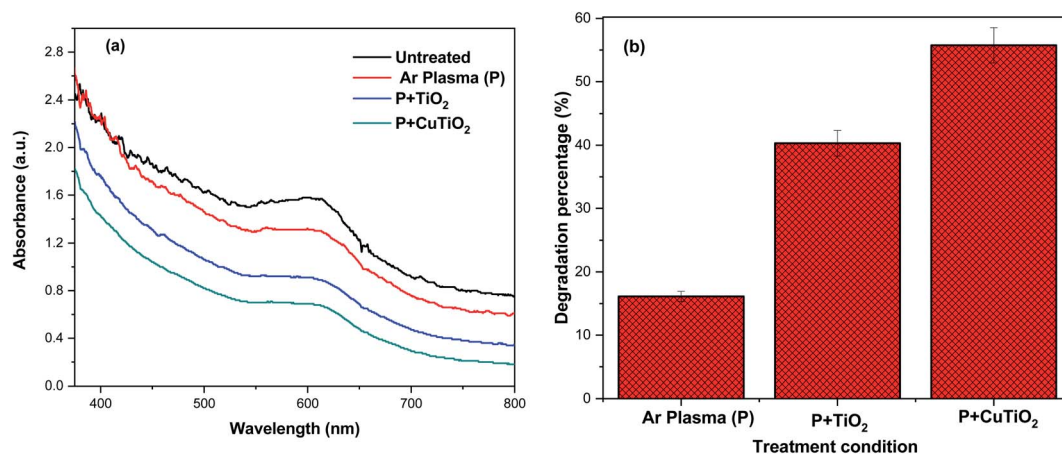 (a)
Untreated
Ar Plasma (P)
P+TiO₂
P+CuTiO₂
Absorbance (a.u.)
2.8
2.4
2.0
1.6
1.2
0.8
0.4
0.0
400 500 600 700 800
Wavelength (nm)
(b)
Degradation percentage (%)
60
50
40
30
20
10
0
Ar Plasma (P) P+TiO₂ P+CuTiO₂
Treatment condition